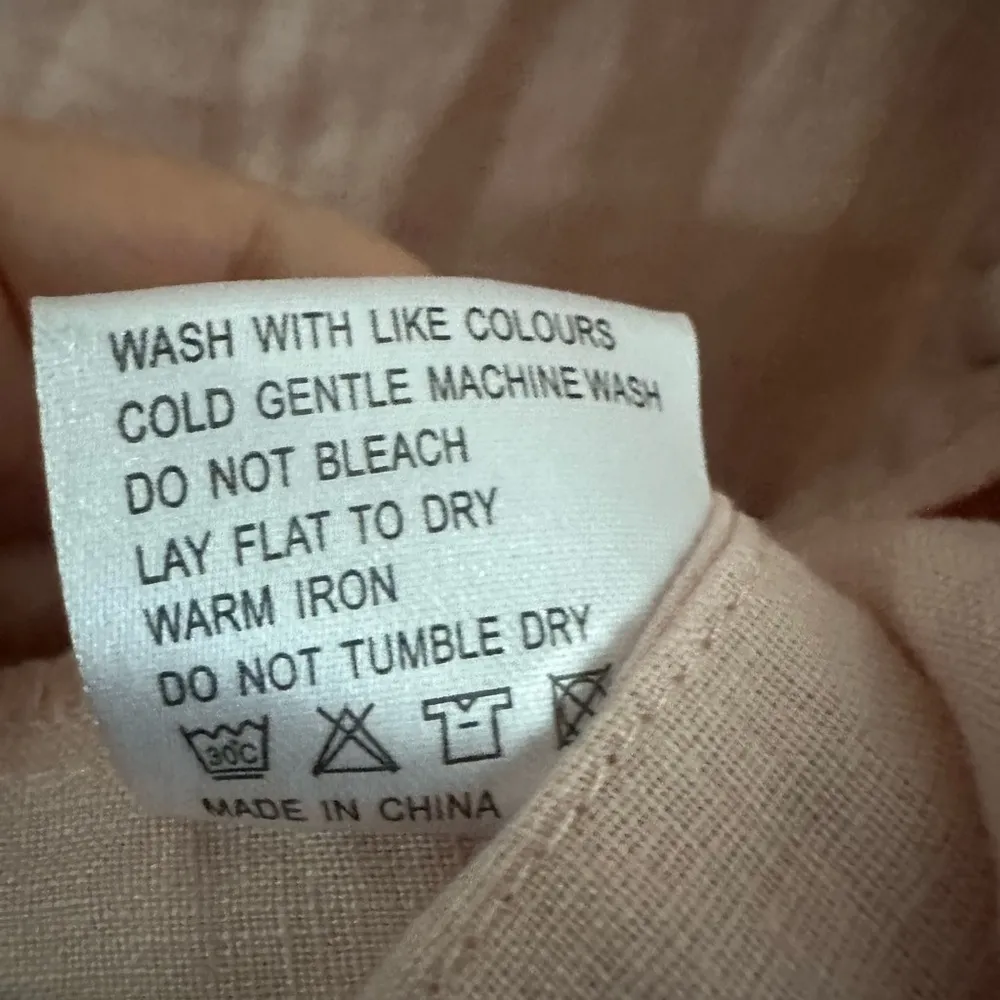 WASH WITH LIKE COLOURS
COLD GENTLE MACHINE WASH
DO NOT BLEACH
LAY FLAT TO DRY
WARM IRON
DO NOT TUMBLE DRY
30°C
MADE IN CHINA